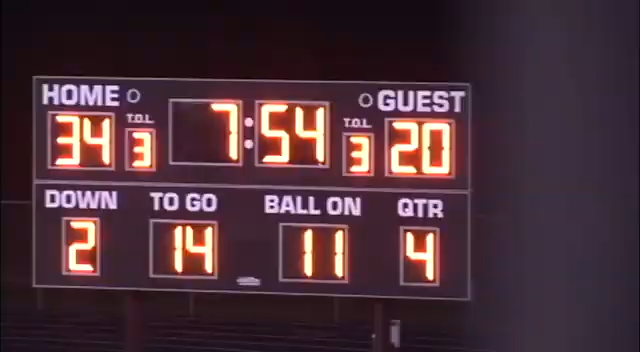 HOME GUEST
T.O.L. T.O.L.
34 3 7:54 3 20
DOWN TO GO BALL ON QTR
2 14 11 4